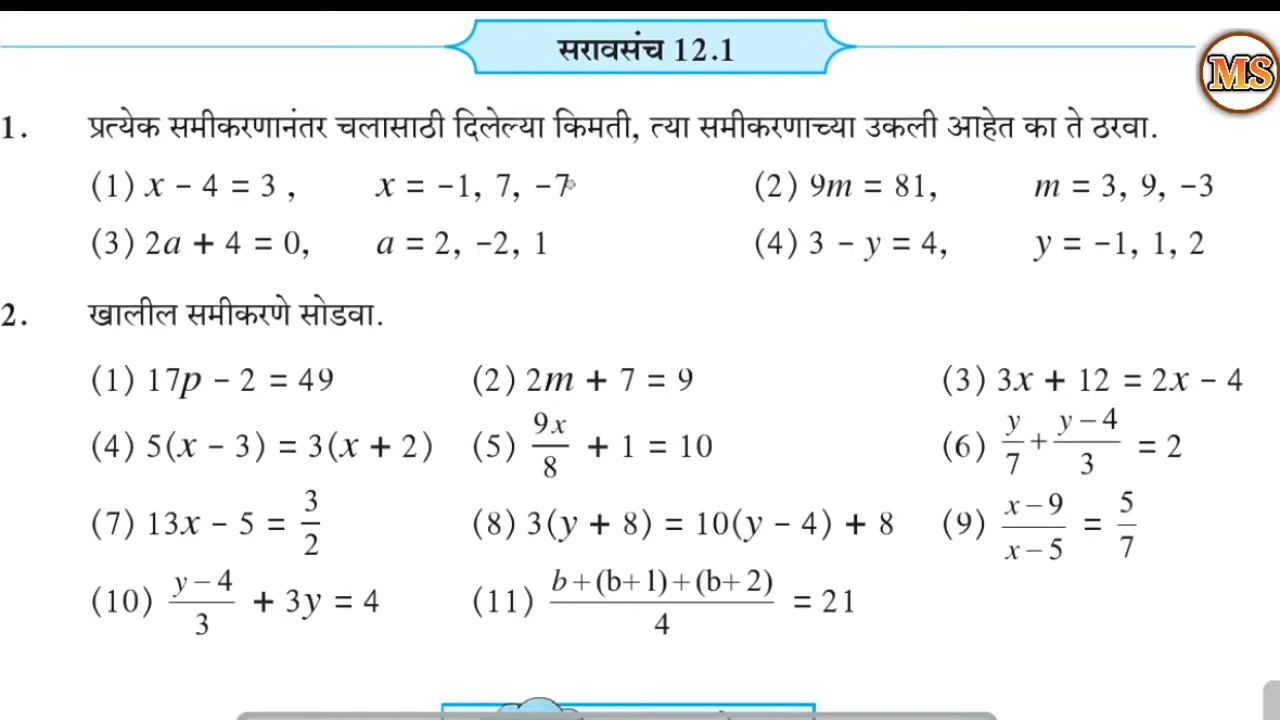 सरावसंच 12.1
MS
1. प्रत्येक समीकरणानंतर चलासाठी दिलेल्या किमती, त्या समीकरणाच्या उकली आहेत का ते ठरवा.
(1) x − 4 = 3 , x = −1, 7, −7 (2) 9m = 81, m = 3, 9, −3
(3) 2a + 4 = 0, a = 2, −2, 1 (4) 3 − y = 4, y = −1, 1, 2
2. खालील समीकरणे सोडवा.
(1) 17p − 2 = 49 (2) 2m + 7 = 9 (3) 3x + 12 = 2x − 4
(4) 5(x − 3) = 3(x + 2) (5) 9x/8 + 1 = 10 (6) y/7 + (y − 4)/3 = 2
(7) 13x − 5 = 3/2 (8) 3(y + 8) = 10(y − 4) + 8 (9) (x − 9)/(x − 5) = 5/7
(10) (y − 4)/3 + 3y = 4 (11) (b + (b + 1) + (b + 2))/4 = 21